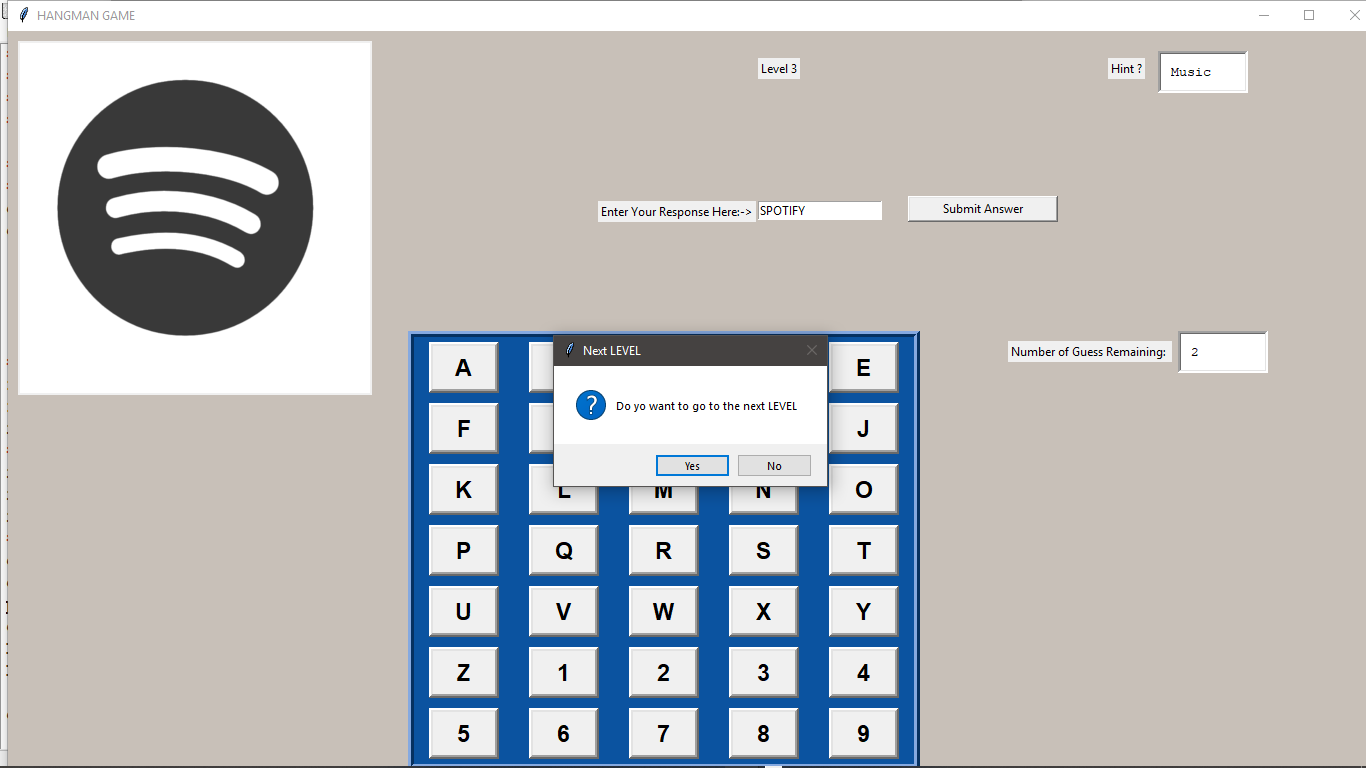 HANGMAN GAME
Level 3
Hint ?
Music
Enter Your Response Here:->
SPOTIFY
Submit Answer
Number of Guess Remaining:
2
Next LEVEL
? Do yo want to go to the next LEVEL
Yes No
A E
F J
K L M N O
P Q R S T
U V W X Y
Z 1 2 3 4
5 6 7 8 9